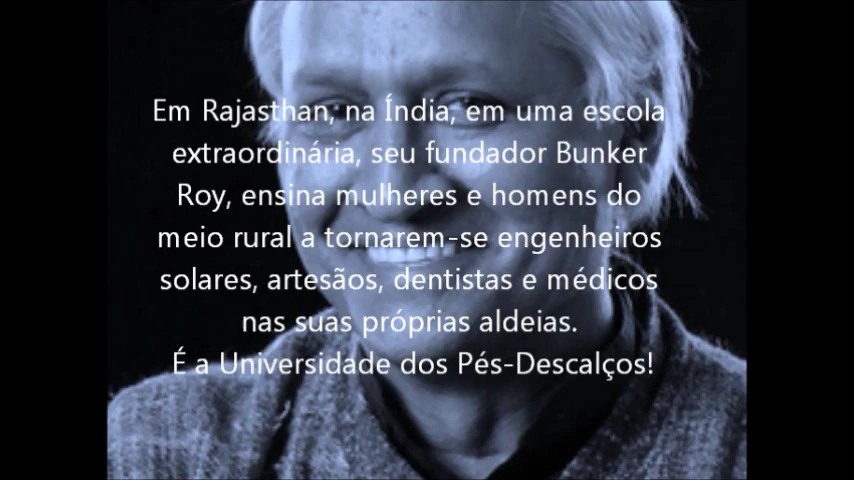 Em Rajasthan, na Índia, em uma escola
extraordinária, seu fundador Bunker
Roy, ensina mulheres e homens do
meio rural a tornarem-se engenheiros
solares, artesãos, dentistas e médicos
nas suas próprias aldeias.
É a Universidade dos Pés-Descalços!